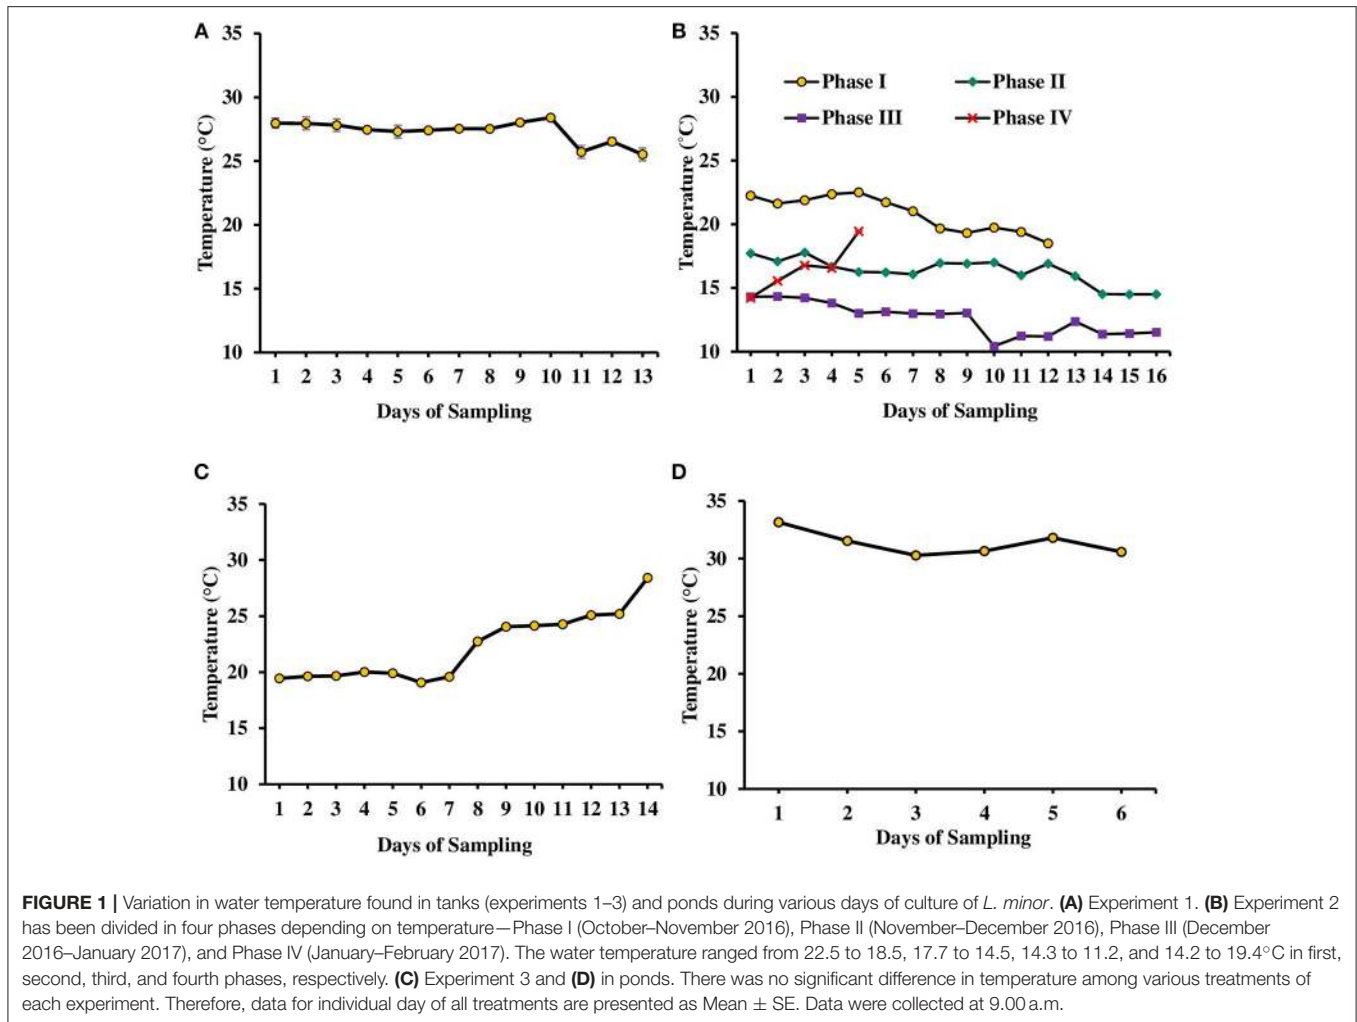 A
35
30
25
20
15
10
Temperature (°C)
1 2 3 4 5 6 7 8 9 10 11 12 13
Days of Sampling
B
35
30
25
20
15
10
Temperature (°C)
Phase I
Phase II
Phase III
Phase IV
1 2 3 4 5 6 7 8 9 10 11 12 13 14 15 16
Days of Sampling
C
35
30
25
20
15
10
Temperature (°C)
1 2 3 4 5 6 7 8 9 10 11 12 13 14
Days of Sampling
D
35
30
25
20
15
10
Temperature (°C)
1 2 3 4 5 6
Days of Sampling
FIGURE 1 | Variation in water temperature found in tanks (experiments 1–3) and ponds during various days of culture of L. minor. (A) Experiment 1. (B) Experiment 2
has been divided in four phases depending on temperature—Phase I (October–November 2016), Phase II (November–December 2016), Phase III (December
2016–January 2017), and Phase IV (January–February 2017). The water temperature ranged from 22.5 to 18.5, 17.7 to 14.5, 14.3 to 11.2, and 14.2 to 19.4°C in first,
second, third, and fourth phases, respectively. (C) Experiment 3 and (D) in ponds. There was no significant difference in temperature among various treatments of
each experiment. Therefore, data for individual day of all treatments are presented as Mean ± SE. Data were collected at 9.00 a.m.